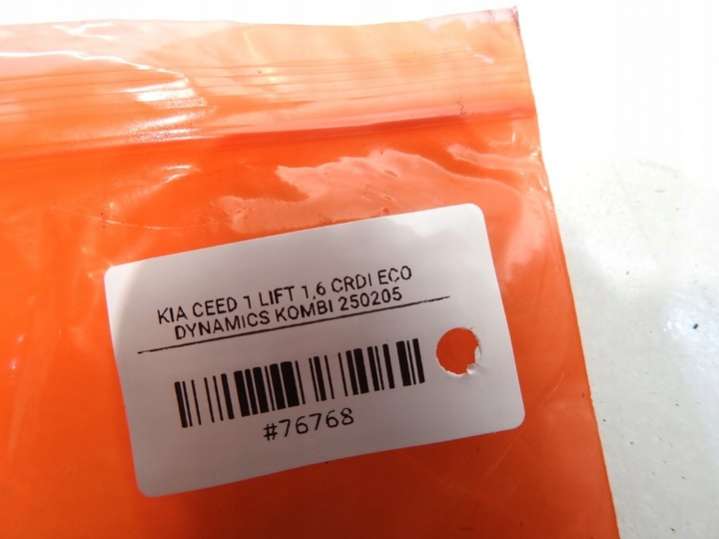 KIA CEED 1 LIFT 1.6 CRDI ECO
DYNAMICS KOMBI 250205
#76768